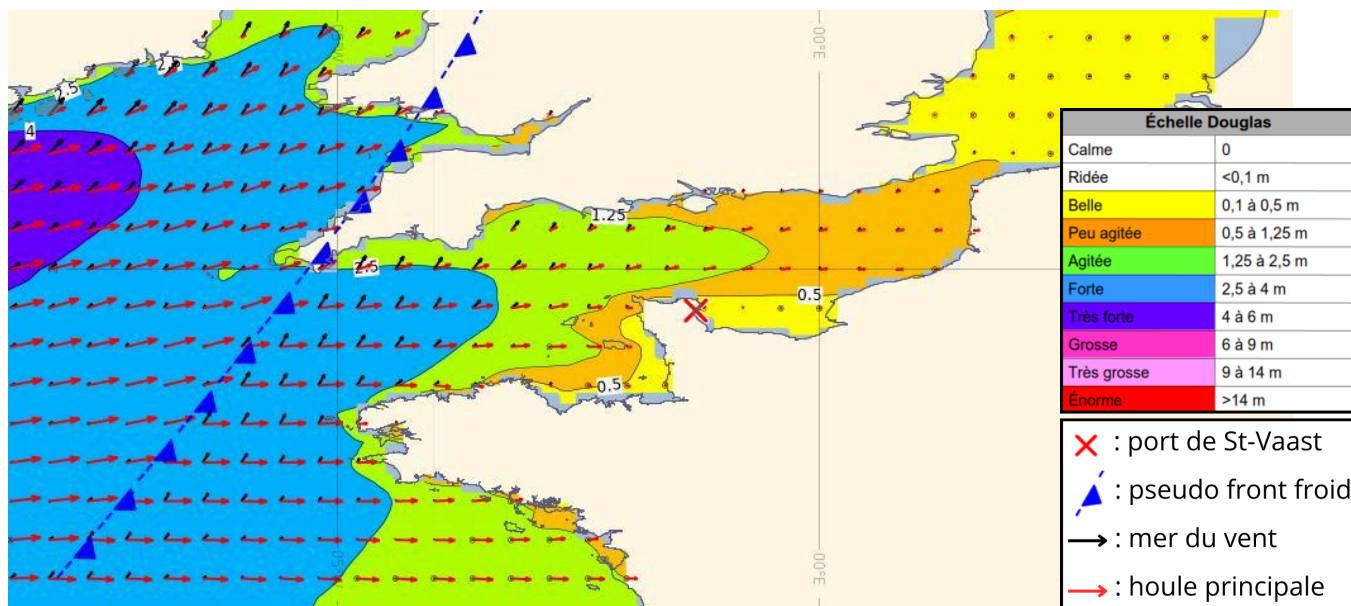 2.5
4
1.25
2.5
0.5
0.5
00°E
00°E
Échelle Douglas
Calme 0
Ridée <0,1 m
Belle 0,1 à 0,5 m
Peu agitée 0,5 à 1,25 m
Agitée 1,25 à 2,5 m
Forte 2,5 à 4 m
Très forte 4 à 6 m
Grosse 6 à 9 m
Très grosse 9 à 14 m
Énorme >14 m
: port de St-Vaast
: pseudo front froid
: mer du vent
: houle principale